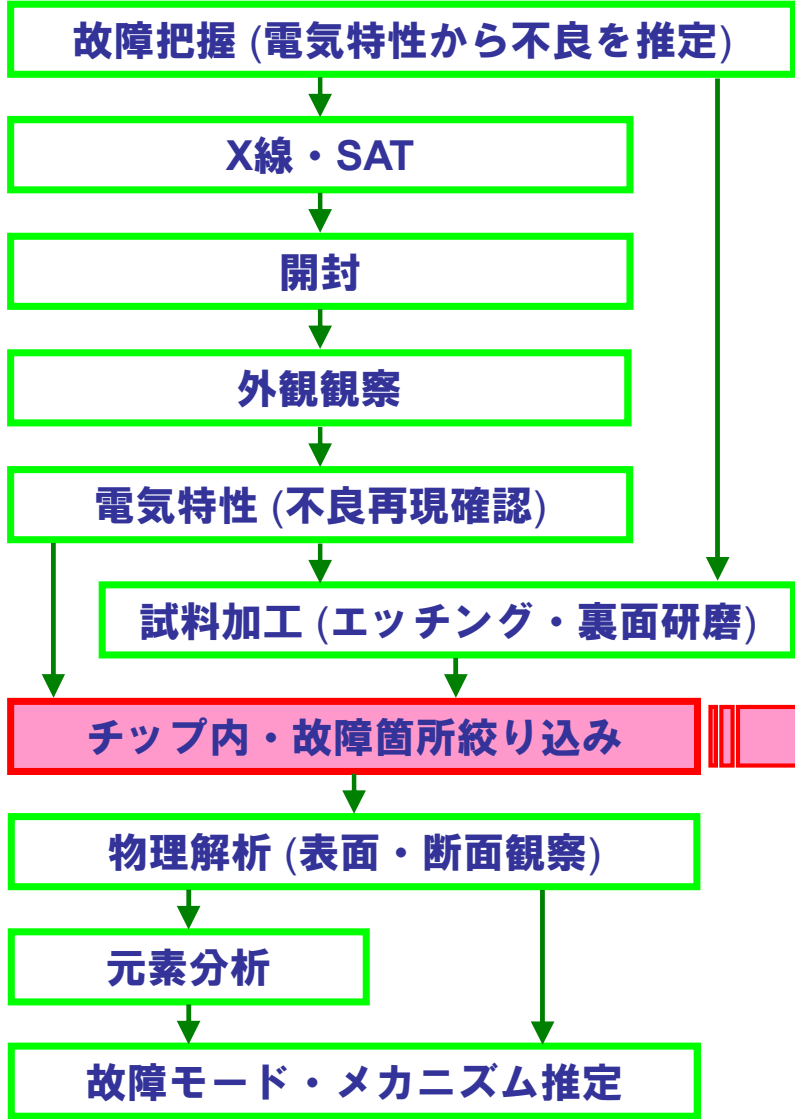 故障把握 (電気特性から不良を推定)
X線・SAT
開封
外観観察
電気特性 (不良再現確認)
試料加工 (エッチング・裏面研磨)
チップ内・故障箇所絞り込み
物理解析 (表面・断面観察)
元素分析
故障モード・メカニズム推定